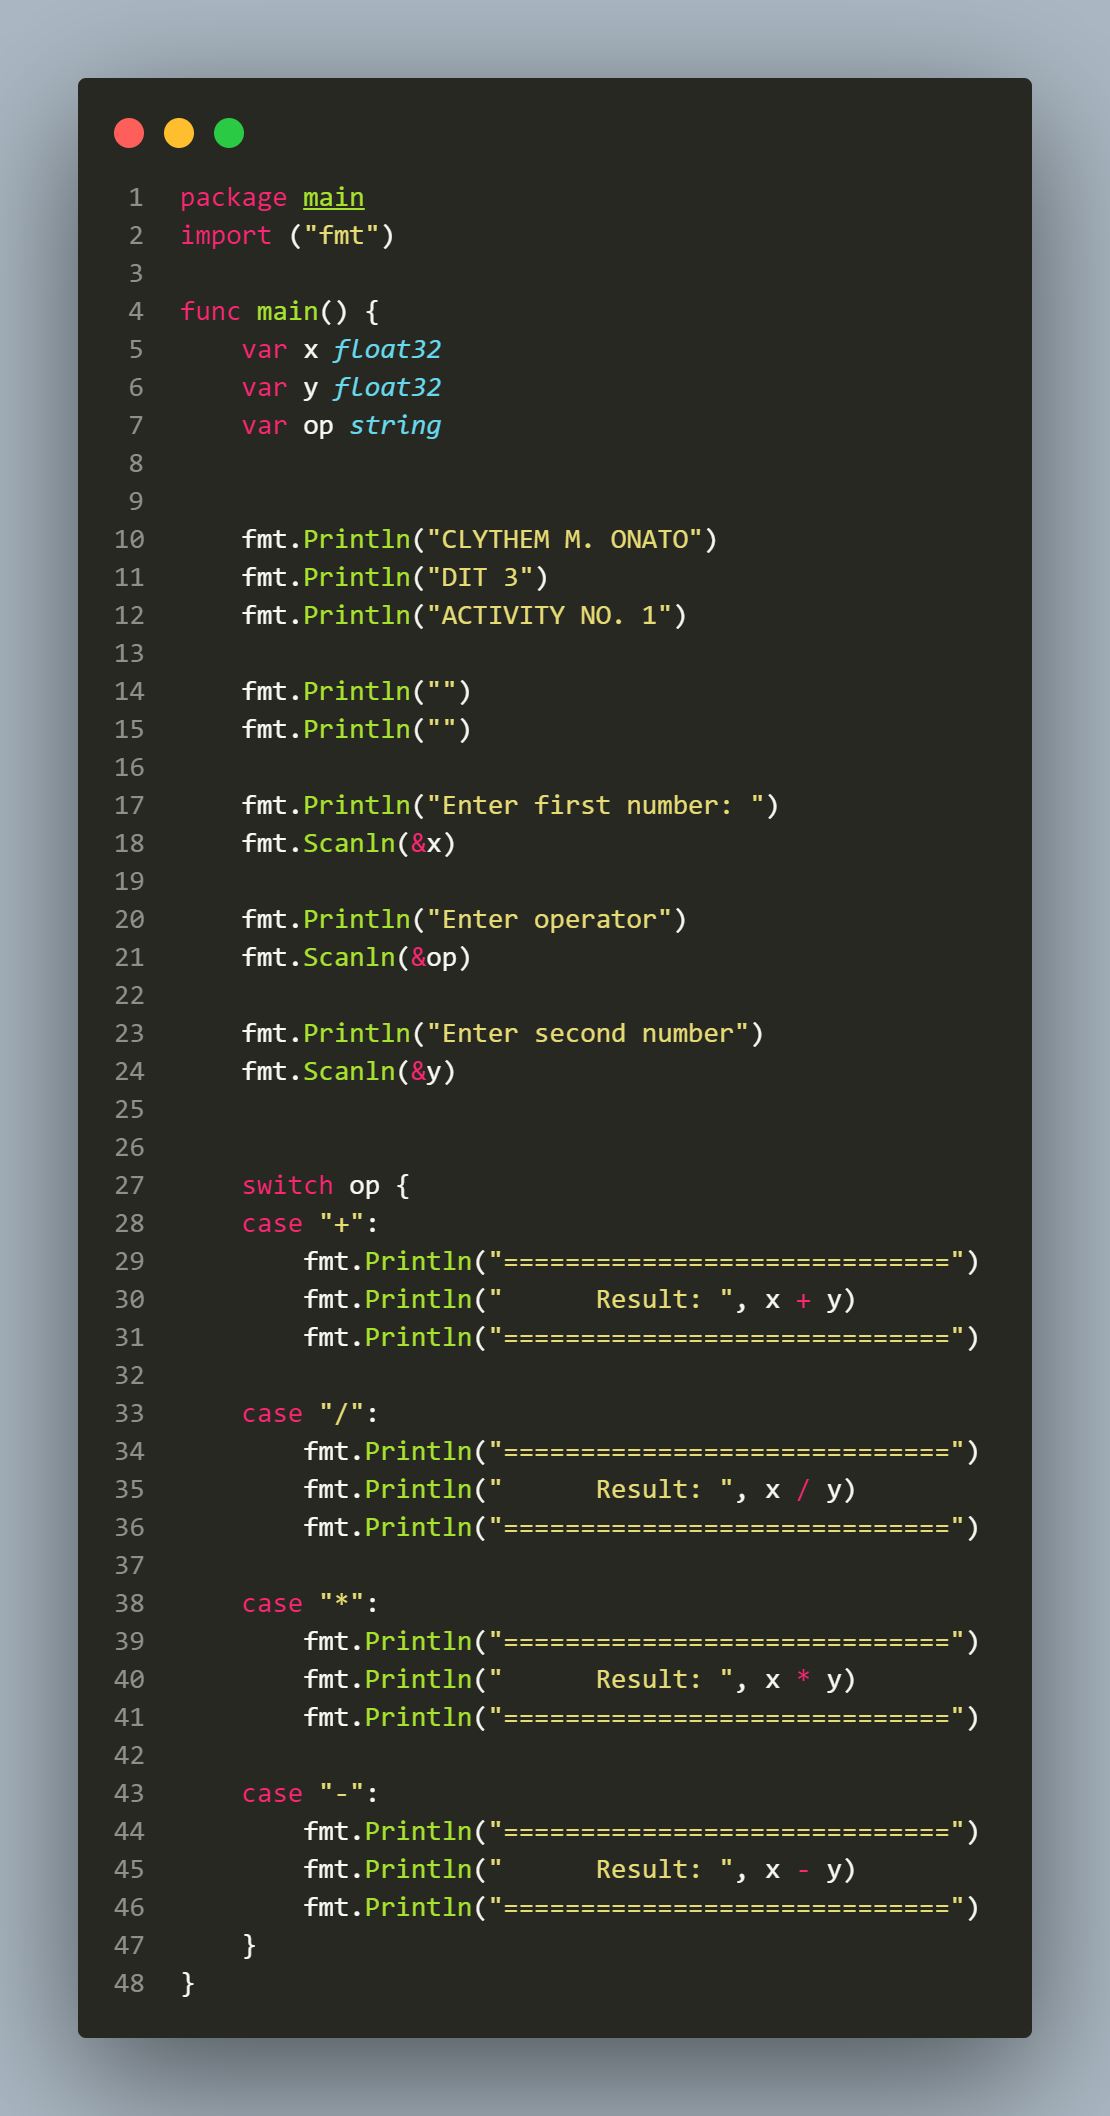 1 package main
2 import ("fmt")
3
4 func main() {
5     var x float32
6     var y float32
7     var op string
8
9
10     fmt.Println("CLYTHEM M. ONATO")
11     fmt.Println("DIT 3")
12     fmt.Println("ACTIVITY NO. 1")
13
14     fmt.Println("")
15     fmt.Println("")
16
17     fmt.Println("Enter first number: ")
18     fmt.Scanln(&x)
19
20     fmt.Println("Enter operator")
21     fmt.Scanln(&op)
22
23     fmt.Println("Enter second number")
24     fmt.Scanln(&y)
25
26
27     switch op {
28     case "+":
29         fmt.Println("=============================")
30         fmt.Println("      Result: ", x + y)
31         fmt.Println("=============================")
32
33     case "/":
34         fmt.Println("=============================")
35         fmt.Println("      Result: ", x / y)
36         fmt.Println("=============================")
37
38     case "*":
39         fmt.Println("=============================")
40         fmt.Println("      Result: ", x * y)
41         fmt.Println("=============================")
42
43     case "-":
44         fmt.Println("=============================")
45         fmt.Println("      Result: ", x - y)
46         fmt.Println("=============================")
47     }
48 }